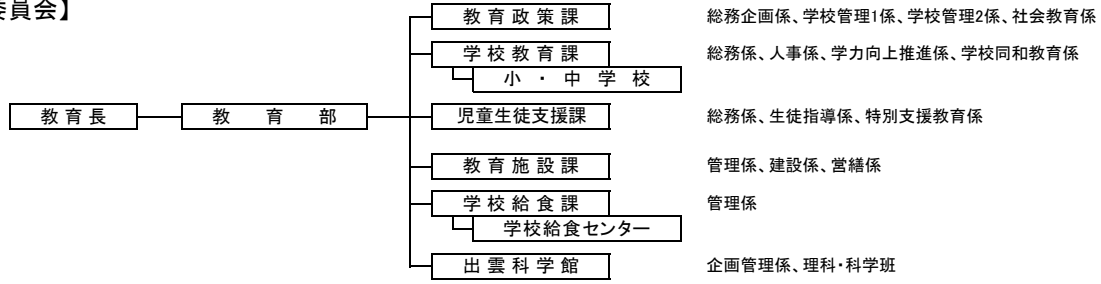 委員会】
教育政策課 総務企画係、学校管理1係、学校管理2係、社会教育係
学校教育課 総務係、人事係、学力向上推進係、学校同和教育係
小・中学校
教育長 教育部 児童生徒支援課 総務係、生徒指導係、特別支援教育係
教育施設課 管理係、建設係、営繕係
学校給食課 管理係
学校給食センター
出雲科学館 企画管理係、理科・科学班